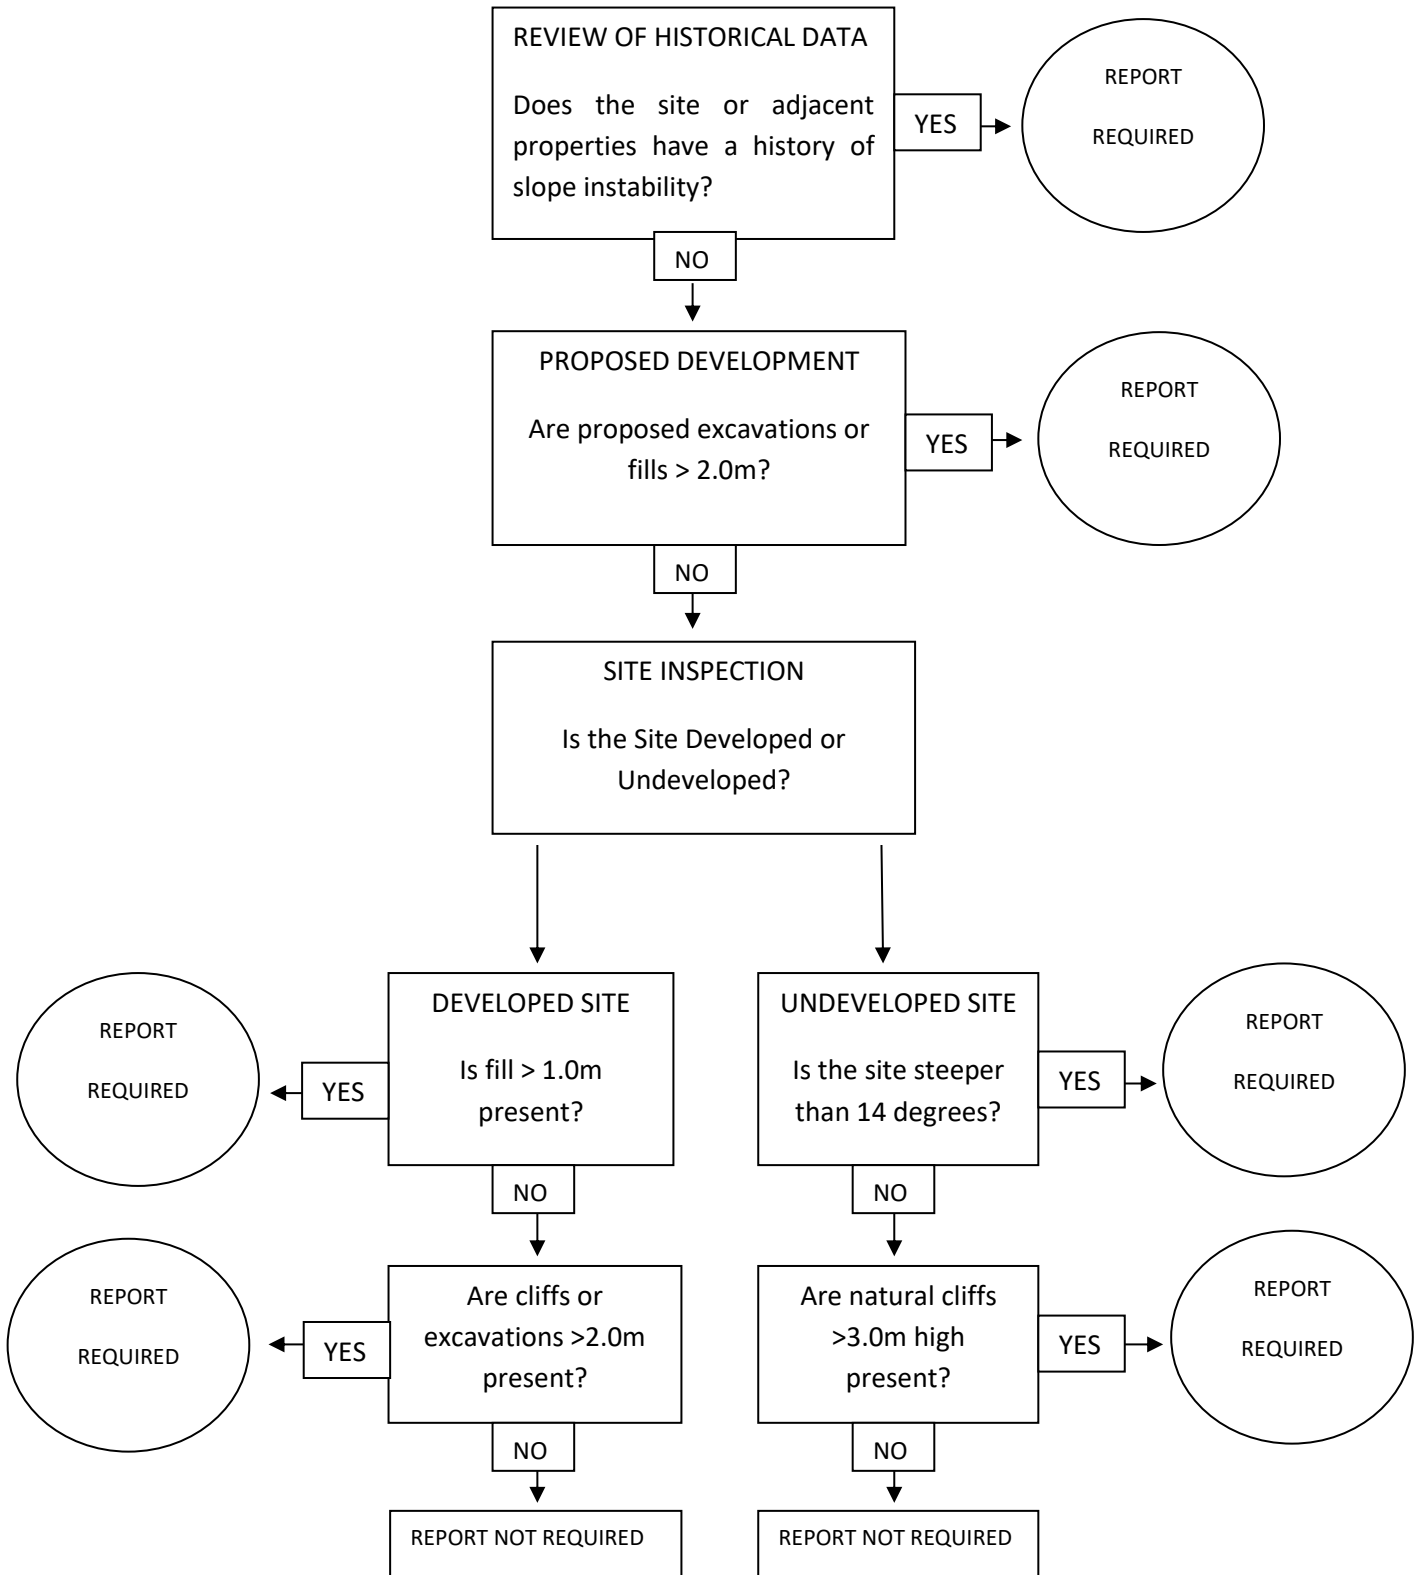 REVIEW OF HISTORICAL DATA
Does the site or adjacent
properties have a history of
slope instability?
YES
REPORT
REQUIRED
NO
PROPOSED DEVELOPMENT
Are proposed excavations or
fills > 2.0m?
YES
REPORT
REQUIRED
NO
SITE INSPECTION
Is the Site Developed or
Undeveloped?
DEVELOPED SITE
Is fill > 1.0m
present?
YES
REPORT
REQUIRED
NO
Are cliffs or
excavations >2.0m
present?
YES
REPORT
REQUIRED
NO
REPORT NOT REQUIRED
UNDEVELOPED SITE
Is the site steeper
than 14 degrees?
YES
REPORT
REQUIRED
NO
Are natural cliffs
>3.0m high
present?
YES
REPORT
REQUIRED
NO
REPORT NOT REQUIRED